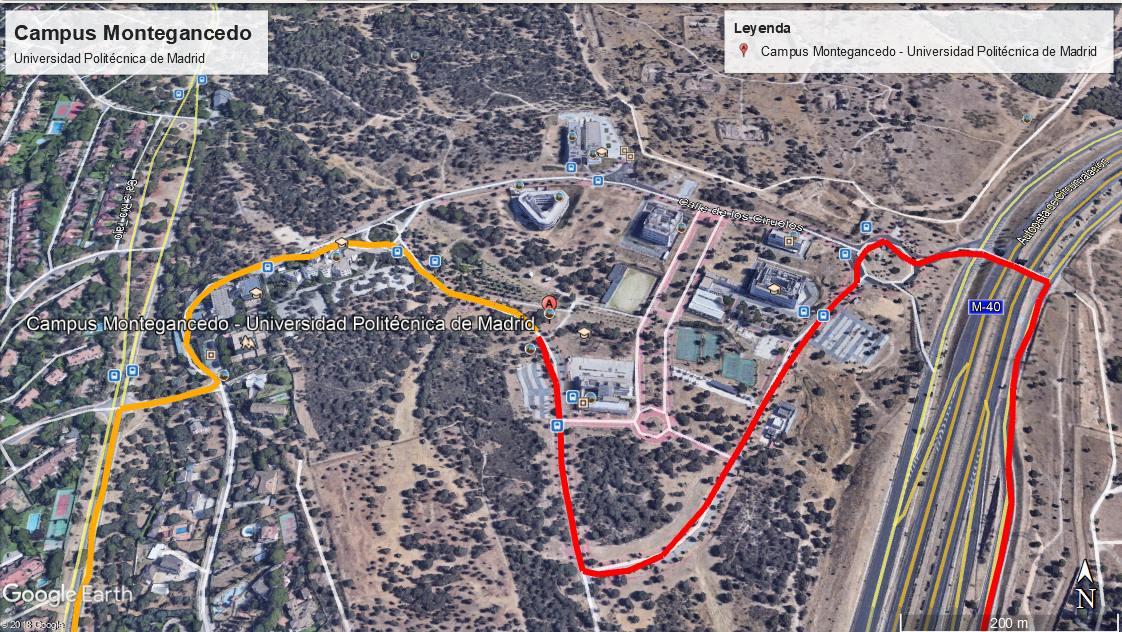 Campus Montegancedo
Universidad Politécnica de Madrid
Leyenda
Campus Montegancedo - Universidad Politécnica de Madrid
Calle de los Ciruelos
Autopista de Circunvalación
A
M-40
Campus Montegancedo - Universidad Politécnica de Madrid
Google Earth
N
© 2018 Google
200 m